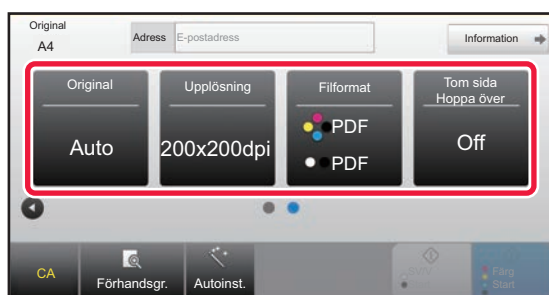 Original
A4
Adress
E-postadress
Information
Original
Auto
Upplösning
200x200dpi
Filformat
PDF
PDF
Tom sida
Hoppa över
Off
CA
Förhandsgr.
Autoinst.
Färg
Start